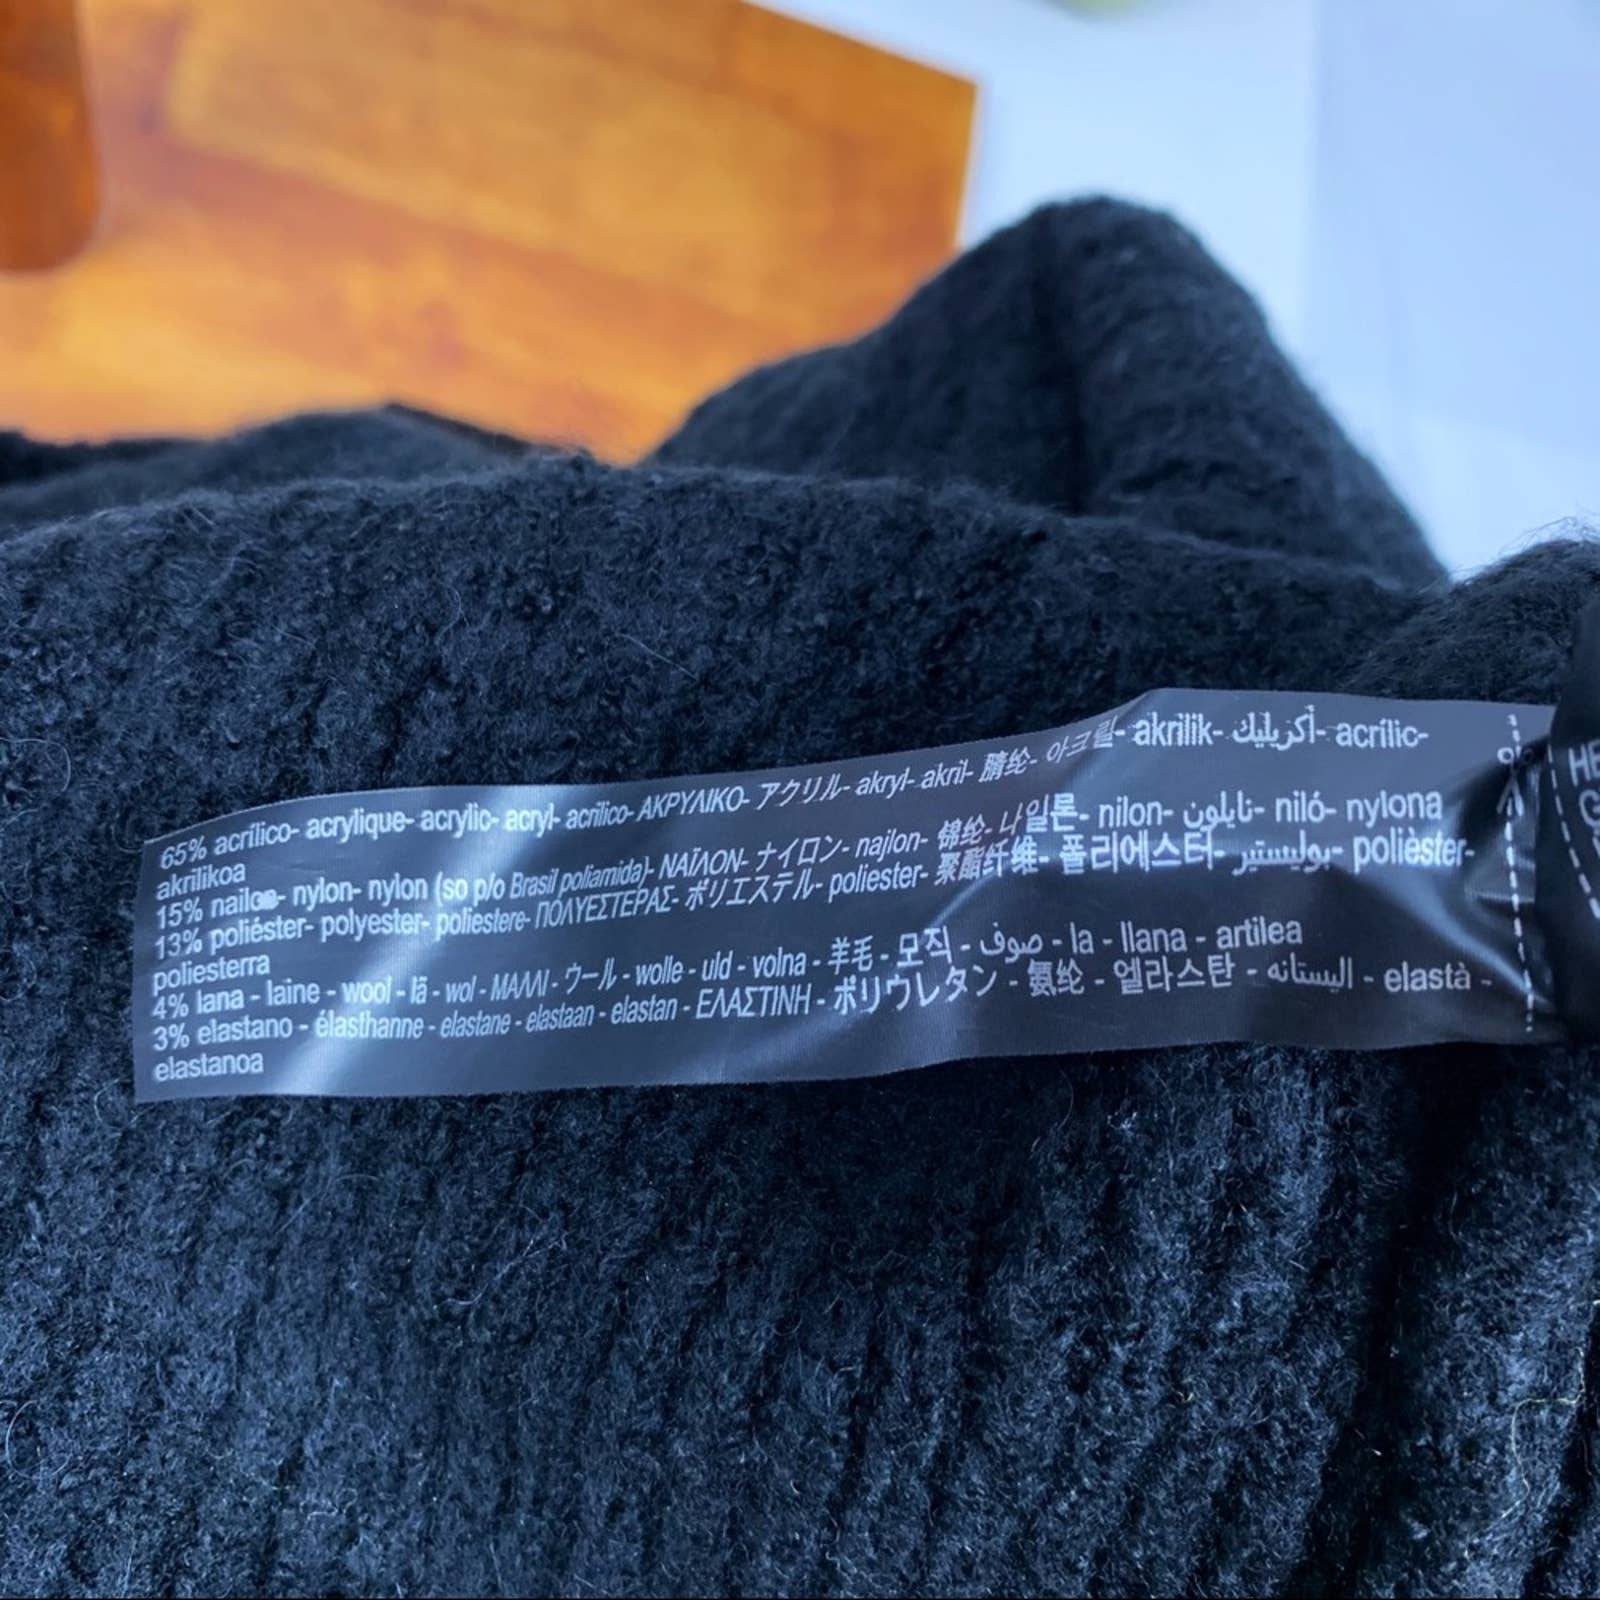 65% acrílico- acrylique- acrylic- acryl- acrílico- ΑΚΡΥΛΙΚΟ- アクリル- akryl- akril- 腈纶- 아크릴- akrilik- أكريليك- acrílic-
akrilikoa
15% nailon- nylon- nylon (so p/o Brasil poliamida)- ΝΑΪΛΟΝ- ナイロン- najlon- 锦纶- 나일론- nilon- نايلون- niló- nylona
13% poliéster- polyester- poliestere- ΠΟΛΥΕΣΤΕΡΑΣ- ポリエステル- poliester- 聚酯纤维- 폴리에스터- بوليستير- polièster-
poliesterra
4% lana - laine - wool - lã - wol - ΜΑΛΛΙ - ウール - wolle - uld - volna - 羊毛 - 모직 - صوف - la - llana - artilea
3% elastano - élasthanne - elastane - elastaan - elastan - ΕΛΑΣΤΙΝΗ - ポリウレタン - 氨纶 - 엘라스탄 - اليستانه - elastà -
elastanoa
HE